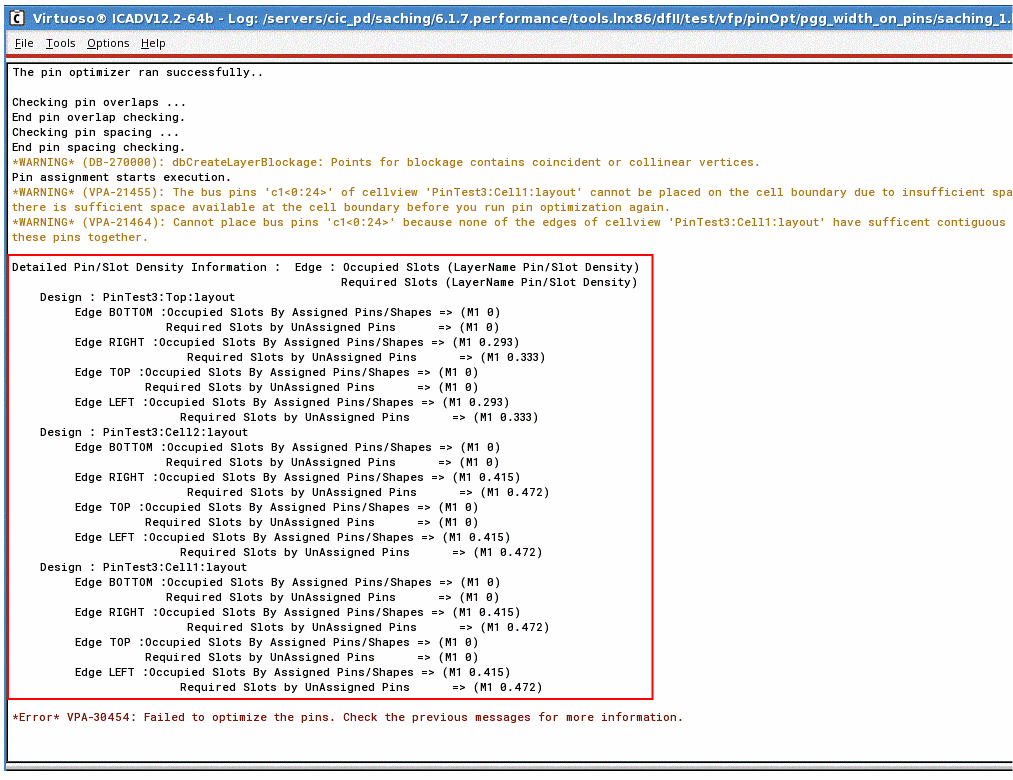 Virtuoso® ICADV12.2-64b - Log: /servers/cic_pd/saching/6.1.7.performance/tools.lnx86/dfII/test/vfp/pinOpt/pgg_width_on_pins/saching_1.
File Tools Options Help
The pin optimizer ran successfully..
Checking pin overlaps ...
End pin overlap checking.
Checking pin spacing ...
End pin spacing checking.
*WARNING* (DB-270000): dbCreateLayerBlockage: Points for blockage contains coincident or collinear vertices.
Pin assignment starts execution.
*WARNING* (VPA-21455): The bus pins 'c1<0:24>' of cellview 'PinTest3:Cell1:layout' cannot be placed on the cell boundary due to insufficient spa
there is sufficient space available at the cell boundary before you run pin optimization again.
*WARNING* (VPA-21464): Cannot place bus pins 'c1<0:24>' because none of the edges of cellview 'PinTest3:Cell1:layout' have sufficent contiguous
these pins together.
Detailed Pin/Slot Density Information : Edge : Occupied Slots (LayerName Pin/Slot Density)
Required Slots (LayerName Pin/Slot Density)
Design : PinTest3:Top:layout
Edge BOTTOM :Occupied Slots By Assigned Pins/Shapes => (M1 0)
Required Slots by UnAssigned Pins => (M1 0)
Edge RIGHT :Occupied Slots By Assigned Pins/Shapes => (M1 0.293)
Required Slots by UnAssigned Pins => (M1 0.333)
Edge TOP :Occupied Slots By Assigned Pins/Shapes => (M1 0)
Required Slots by UnAssigned Pins => (M1 0)
Edge LEFT :Occupied Slots By Assigned Pins/Shapes => (M1 0.293)
Required Slots by UnAssigned Pins => (M1 0.333)
Design : PinTest3:Cell2:layout
Edge BOTTOM :Occupied Slots By Assigned Pins/Shapes => (M1 0)
Required Slots by UnAssigned Pins => (M1 0)
Edge RIGHT :Occupied Slots By Assigned Pins/Shapes => (M1 0.415)
Required Slots by UnAssigned Pins => (M1 0.472)
Edge TOP :Occupied Slots By Assigned Pins/Shapes => (M1 0)
Required Slots by UnAssigned Pins => (M1 0)
Edge LEFT :Occupied Slots By Assigned Pins/Shapes => (M1 0.415)
Required Slots by UnAssigned Pins => (M1 0.472)
Design : PinTest3:Cell1:layout
Edge BOTTOM :Occupied Slots By Assigned Pins/Shapes => (M1 0)
Required Slots by UnAssigned Pins => (M1 0)
Edge RIGHT :Occupied Slots By Assigned Pins/Shapes => (M1 0.415)
Required Slots by UnAssigned Pins => (M1 0.472)
Edge TOP :Occupied Slots By Assigned Pins/Shapes => (M1 0)
Required Slots by UnAssigned Pins => (M1 0)
Edge LEFT :Occupied Slots By Assigned Pins/Shapes => (M1 0.415)
Required Slots by UnAssigned Pins => (M1 0.472)
*Error* VPA-30454: Failed to optimize the pins. Check the previous messages for more information.